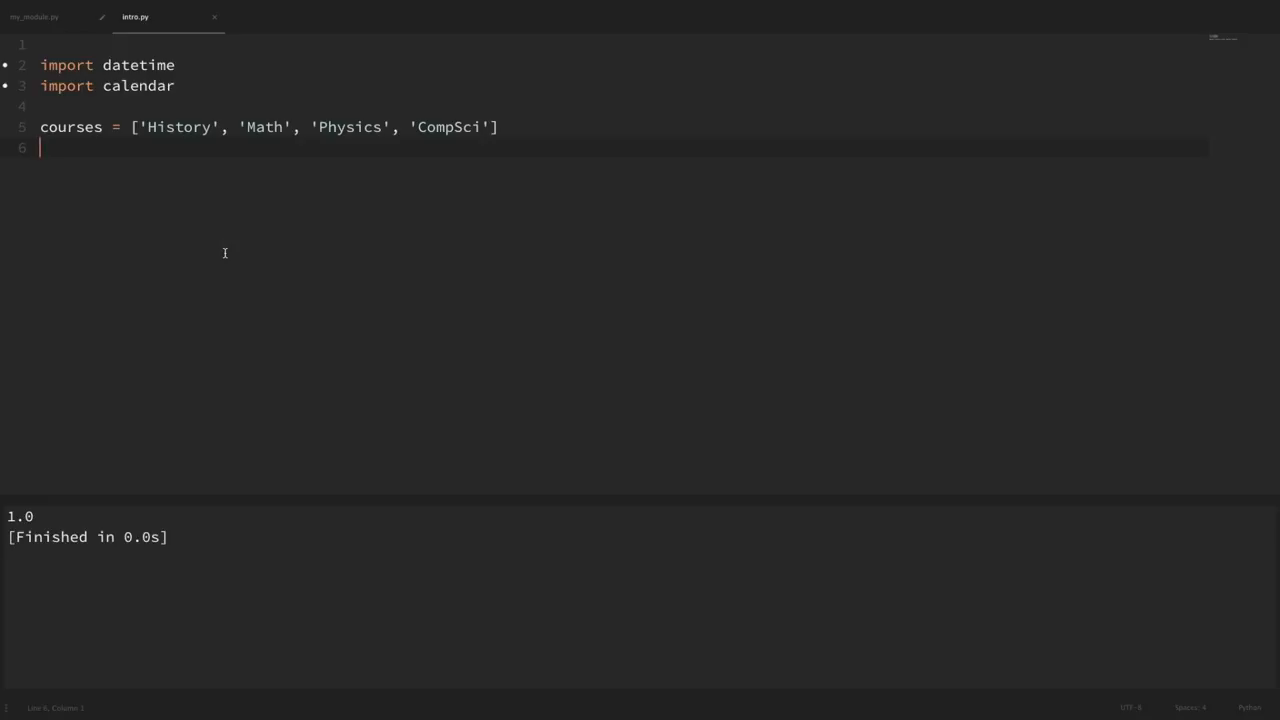 my_module.py intro.py
1
2 import datetime
3 import calendar
4
5 courses = ['History', 'Math', 'Physics', 'CompSci']
6
1.0
[Finished in 0.0s]
Line 6, Column 1 UTF-8 Spaces: 4 Python